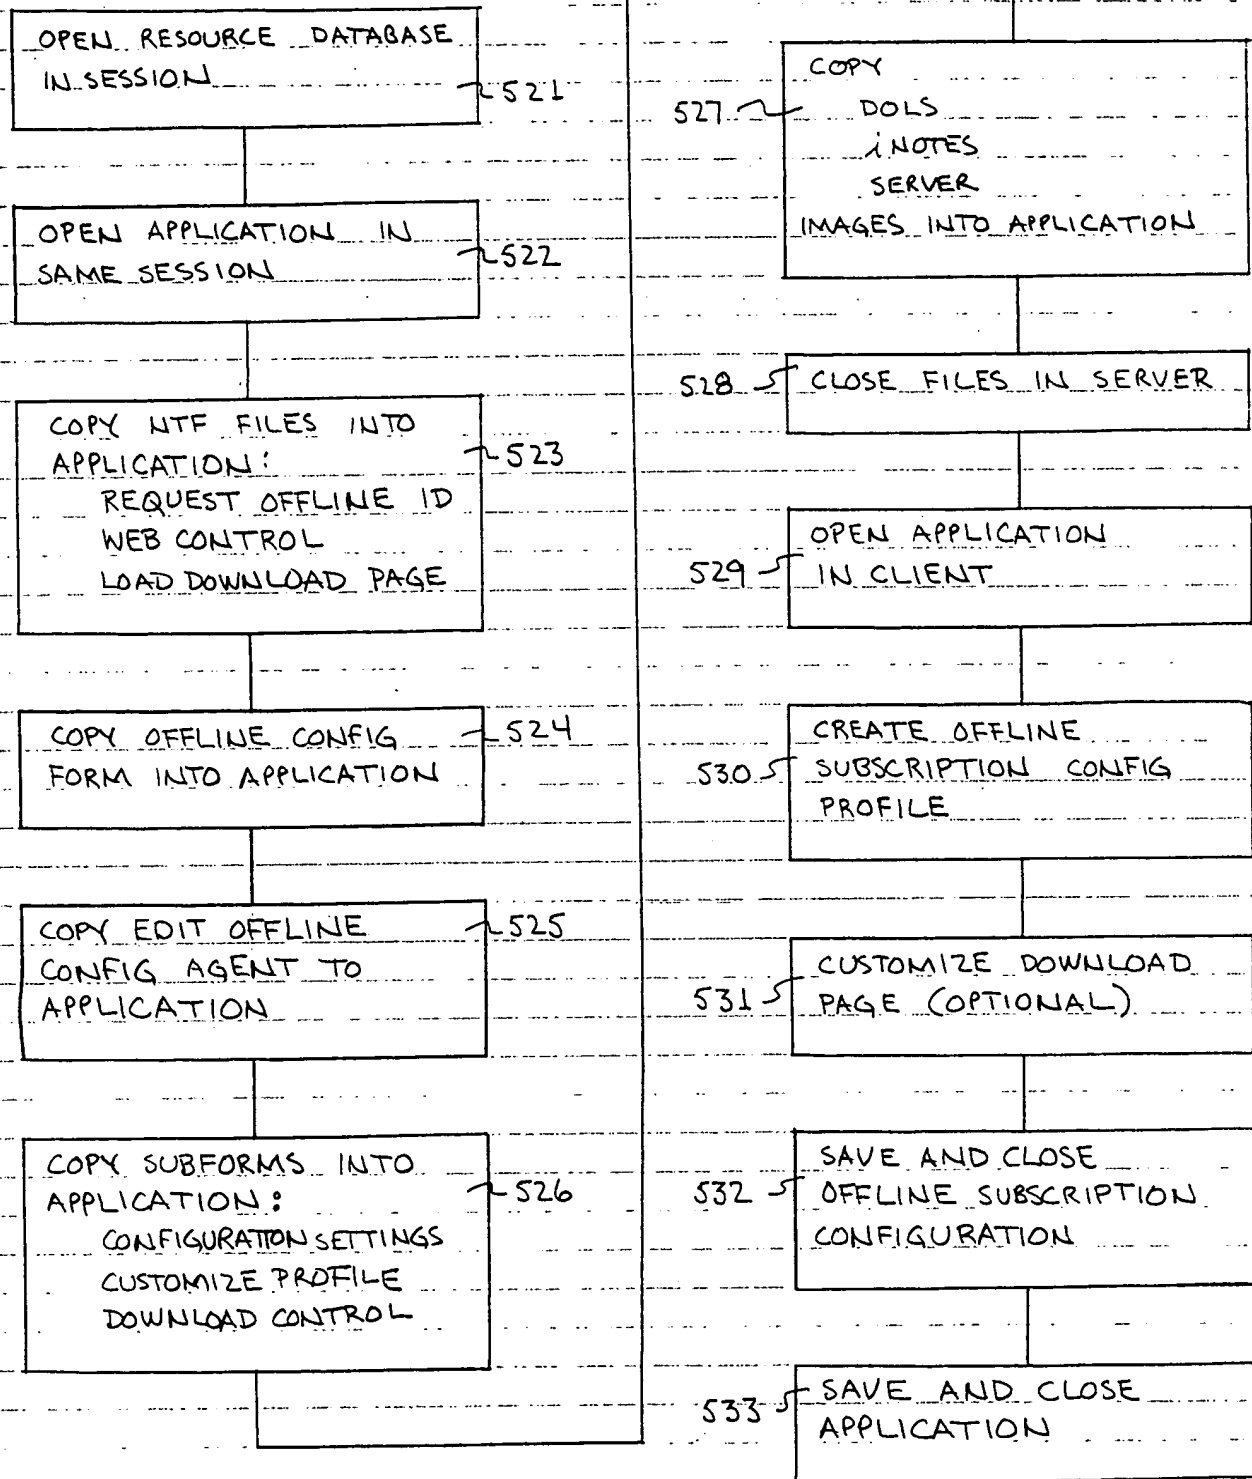 OPEN RESOURCE DATABASE
IN SESSION
521
OPEN APPLICATION IN
SAME SESSION
522
COPY NTF FILES INTO
APPLICATION:
523
REQUEST OFFLINE ID
WEB CONTROL
LOAD DOWNLOAD PAGE
COPY OFFLINE CONFIG
FORM INTO APPLICATION
524
COPY EDIT OFFLINE
CONFIG AGENT TO
APPLICATION
525
COPY SUBFORMS INTO
APPLICATION:
526
CONFIGURATION SETTINGS
CUSTOMIZE PROFILE
DOWNLOAD CONTROL
COPY
527
DOLS
iNOTES
SERVER
IMAGES INTO APPLICATION
528
CLOSE FILES IN SERVER
OPEN APPLICATION
529
IN CLIENT
CREATE OFFLINE
530
SUBSCRIPTION CONFIG
PROFILE
CUSTOMIZE DOWNLOAD
531
PAGE (OPTIONAL)
SAVE AND CLOSE
532
OFFLINE SUBSCRIPTION
CONFIGURATION
533
SAVE AND CLOSE
APPLICATION